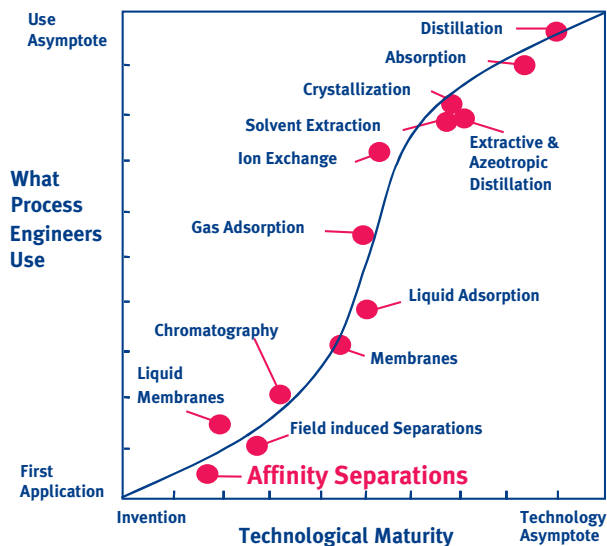 Use
Asymptote
Distillation
Absorption
Crystallization
Solvent Extraction
Extractive &
Azeotropic
Distillation
Ion Exchange
What
Process
Engineers
Use
Gas Adsorption
Liquid Adsorption
Chromatography
Membranes
Liquid
Membranes
Field induced Separations
Affinity Separations
First
Application
Invention
Technological Maturity
Technology
Asymptote